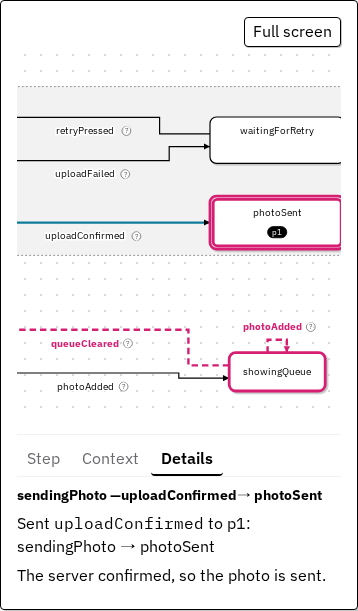 Full screen
retryPressed ?
waitingForRetry
uploadFailed ?
photoSent
p1
uploadConfirmed ?
photoAdded ?
queueCleared ?
showingQueue
photoAdded ?
Step Context Details
sendingPhoto —uploadConfirmed→ photoSent
Sent uploadConfirmed to p1:
sendingPhoto → photoSent
The server confirmed, so the photo is sent.